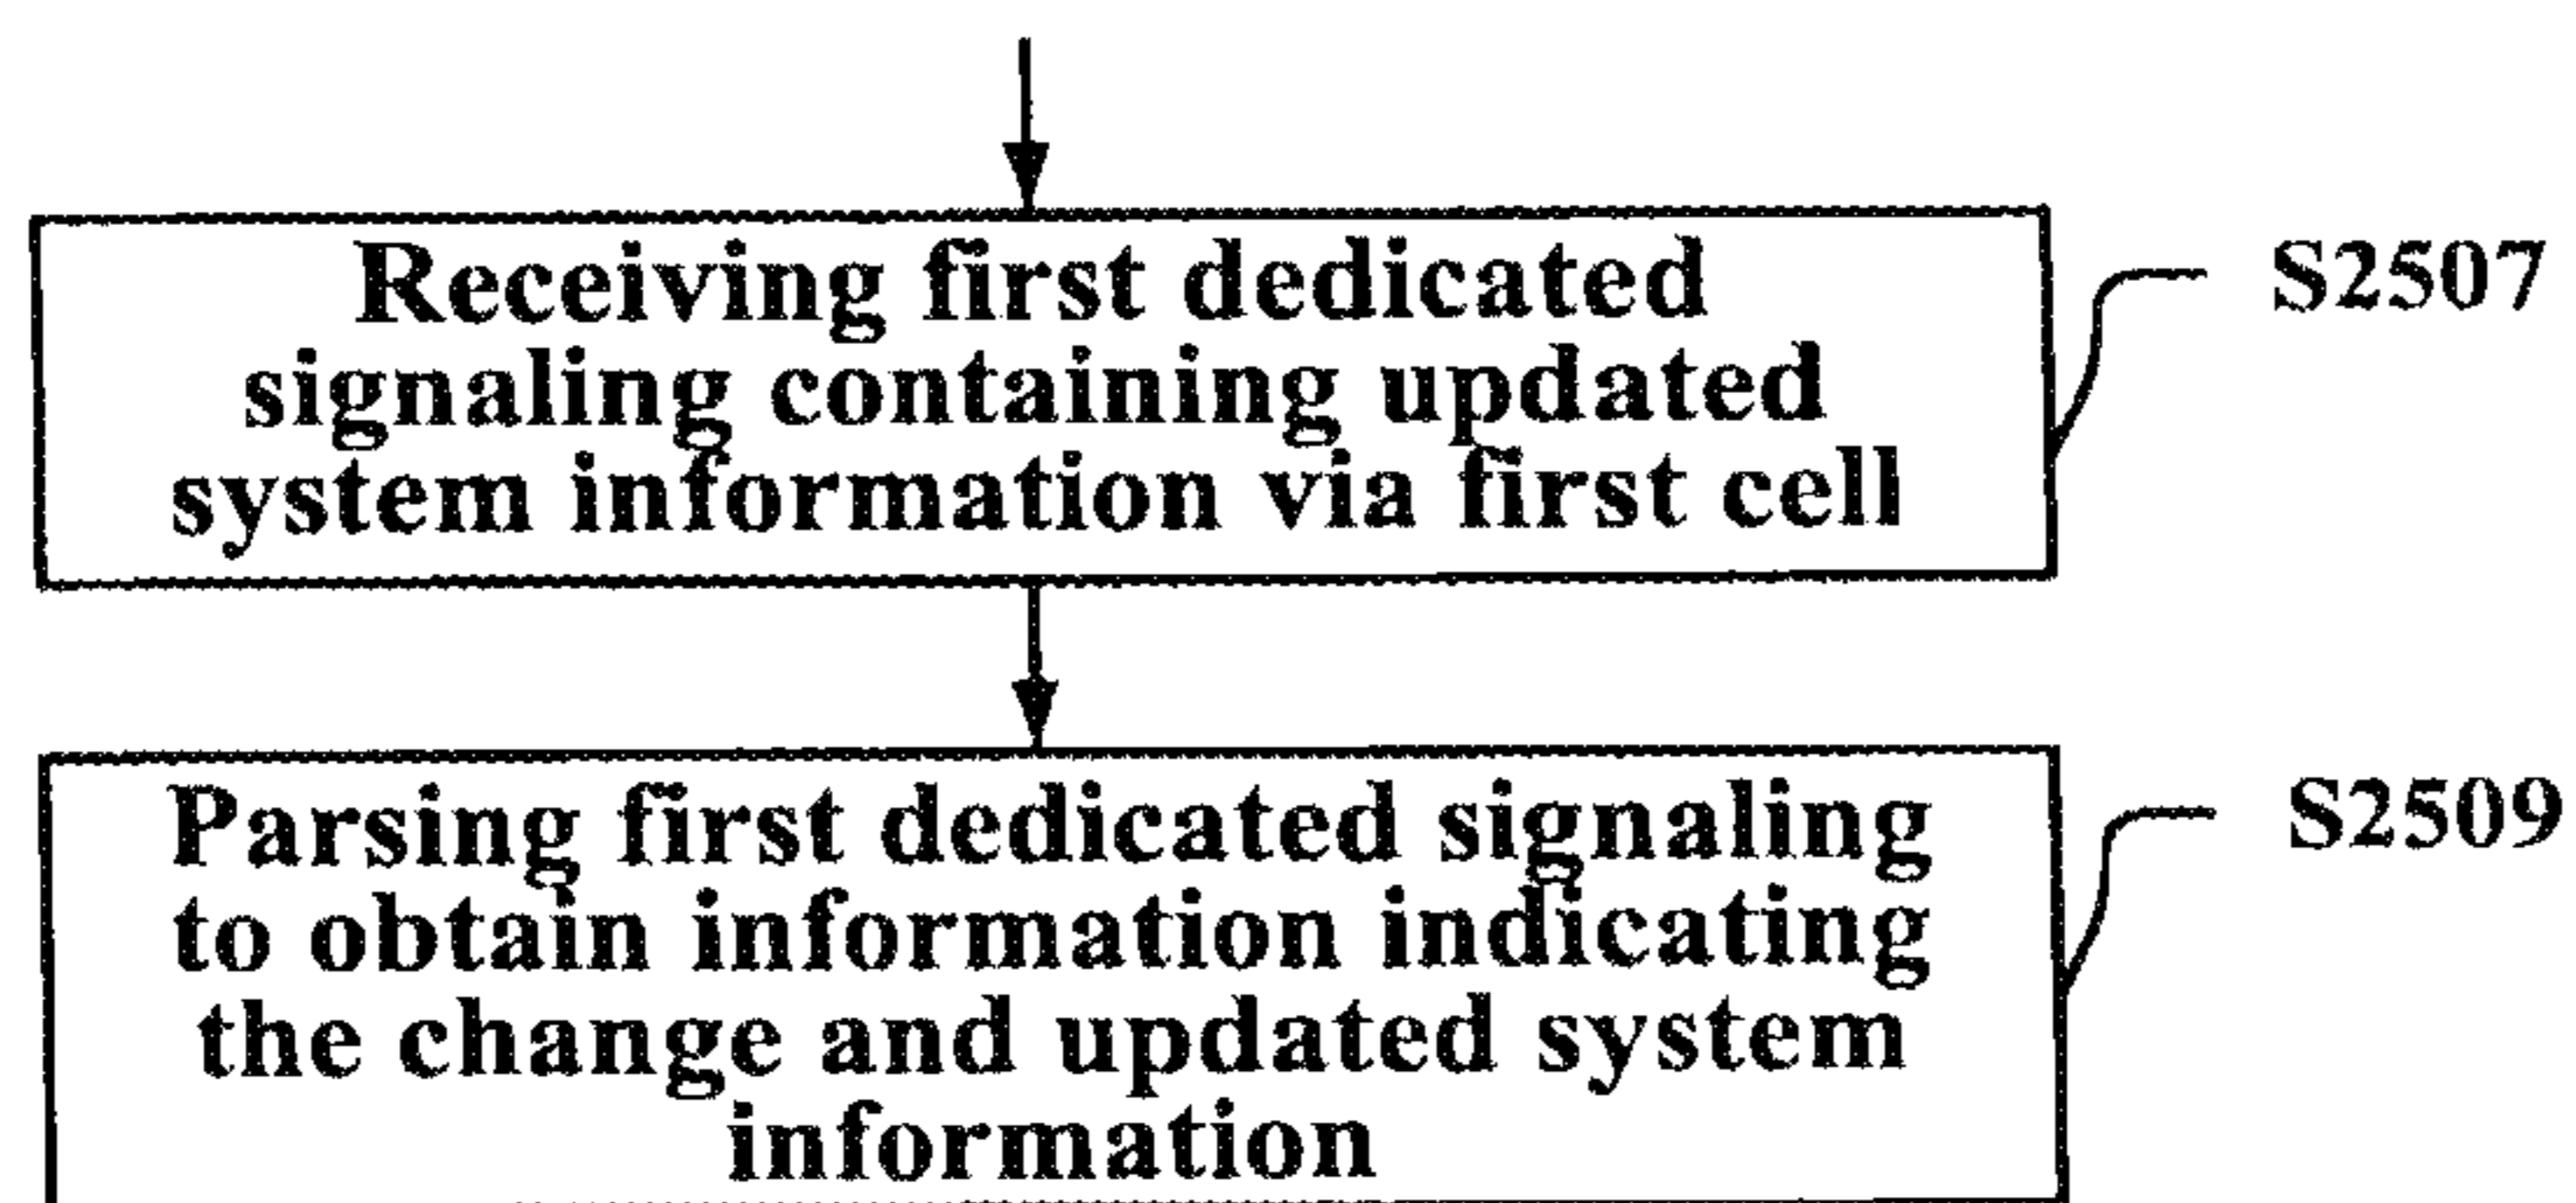 Receiving first dedicated
signaling containing updated
system information via first cell
S2507
Parsing first dedicated signaling
to obtain information indicating
the change and updated system
information
S2509